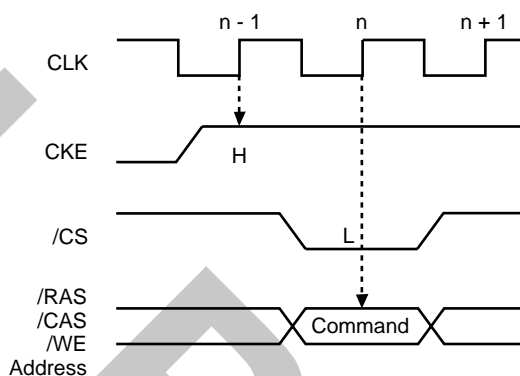 n - 1 n n + 1
CLK
CKE
H
/CS
L
/RAS
/CAS
Command
/WE
Address